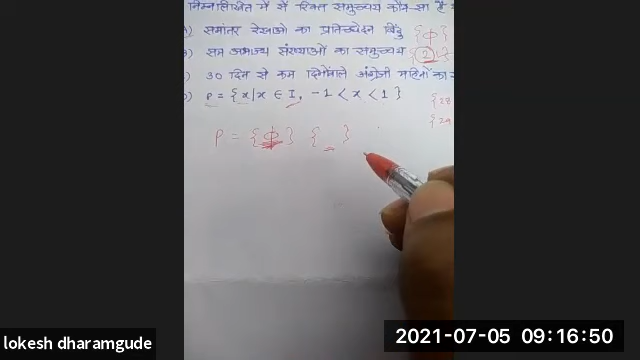 निम्नलिखित में से रिक्त समुच्चय कौन-सा है
A) समांतर रेखाओं का प्रतिच्छेदन बिंदु {ϕ}
सम अभाज्य संख्याओं का समुच्चय {2}
30 दिन से कम दिनोंवाले अंग्रेजी महिनों का
P = {x/x ∈ I, -1 < x < 1}
{28
{29
P = {ϕ} { }
lokesh dharamgude
2021-07-05 09:16:50